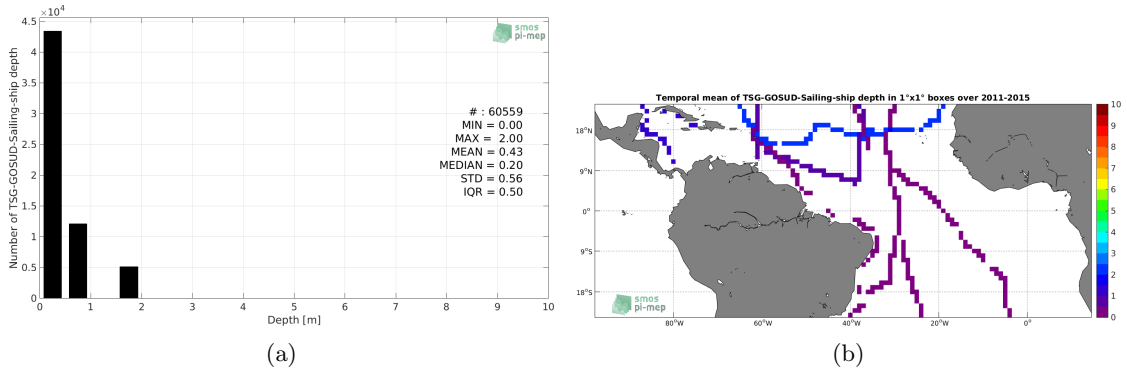 4.5 ×10⁴
4
3.5
3
2.5
2
1.5
1
0.5
0
Number of TSG-GOSUD-Sailing-ship depth
0 1 2 3 4 5 6 7 8 9 10
Depth [m]
smos
pi-mep
# : 60559
MIN = 0.00
MAX = 2.00
MEAN = 0.43
MEDIAN = 0.20
STD = 0.56
IQR = 0.50
(a)
Temporal mean of TSG-GOSUD-Sailing-ship depth in 1°x1° boxes over 2011-2015
18°N
9°N
0°
9°S
18°S
80°W 60°W 40°W 20°W 0°
smos
pi-mep
10
9
8
7
6
5
4
3
2
1
0
(b)